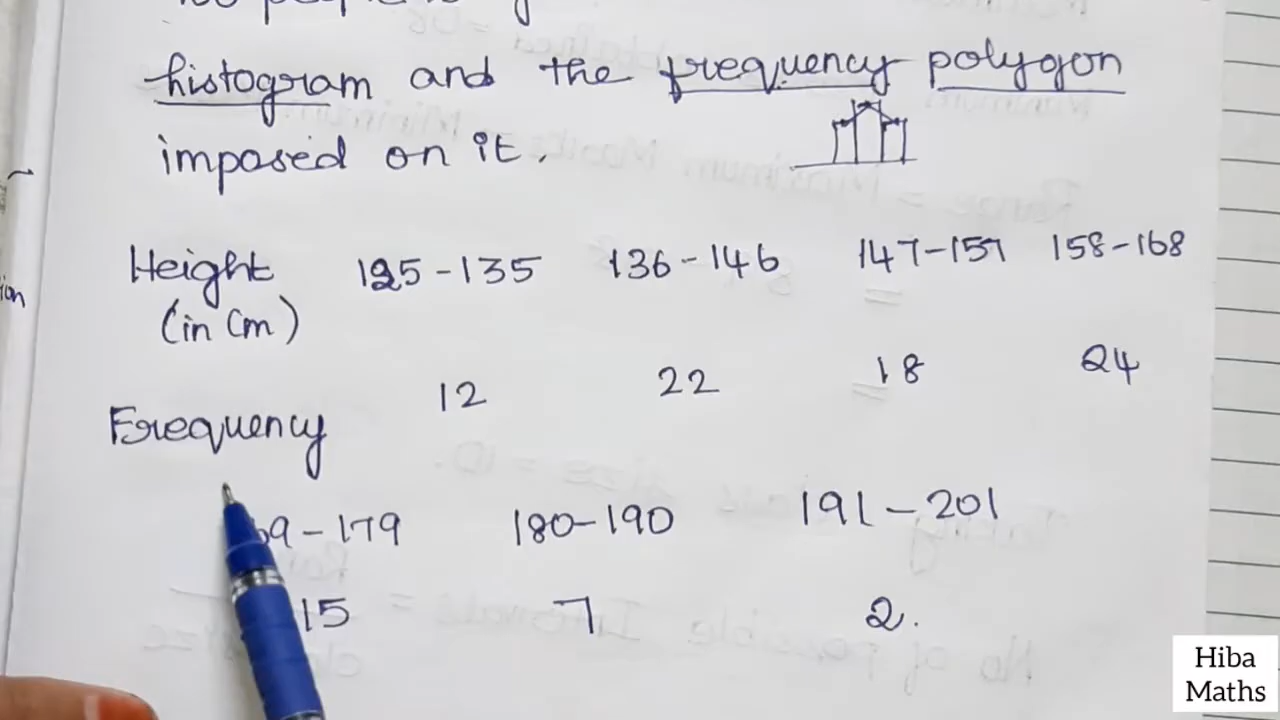 histogram and the frequency polygon
imposed on it.
Height 125-135 136-146 147-157 158-168
(in Cm)
12 22 18 24
Frequency
69-179 180-190 191-201
15 7 2.
Hiba
Maths